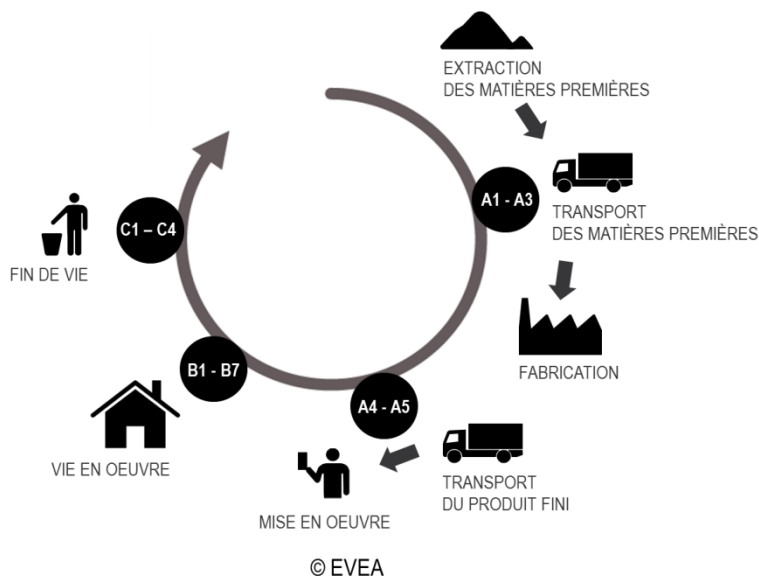 EXTRACTION
DES MATIÈRES PREMIÈRES
A1 - A3
TRANSPORT
DES MATIÈRES PREMIÈRES
FABRICATION
A4 - A5
TRANSPORT
DU PRODUIT FINI
MISE EN OEUVRE
B1 - B7
VIE EN OEUVRE
C1 – C4
FIN DE VIE
© EVEA